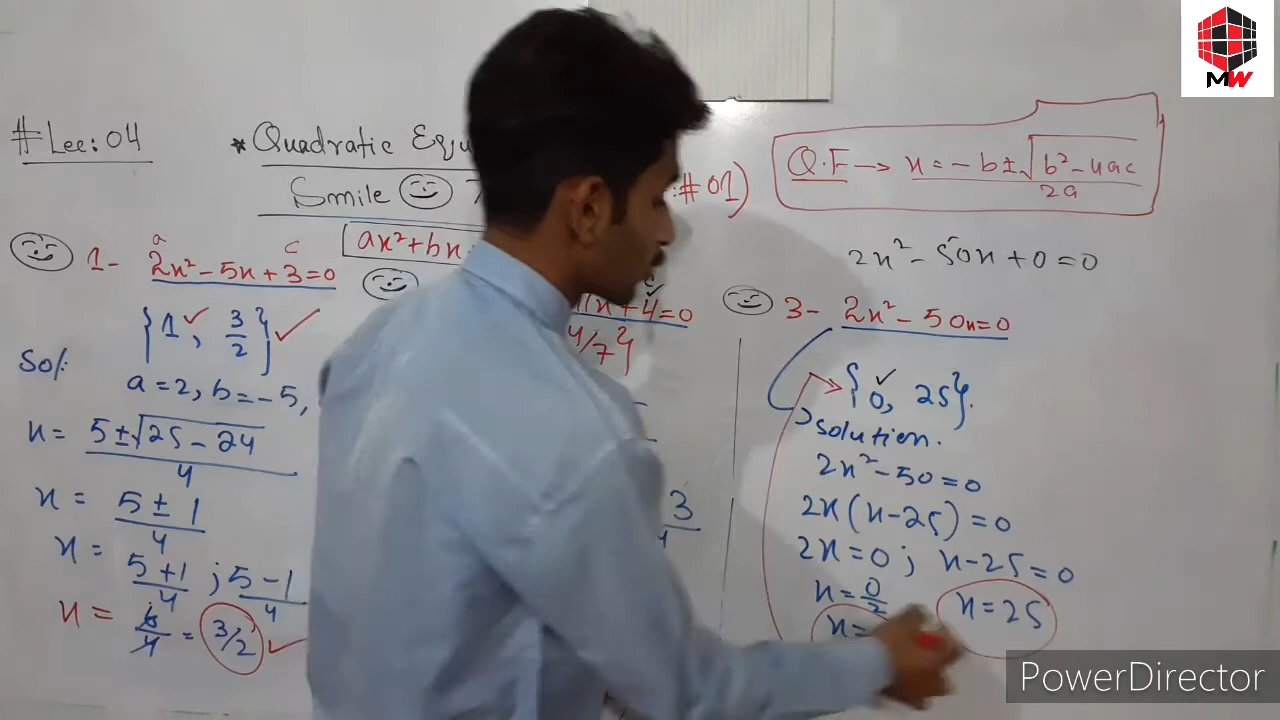 # Lec: 04
* Quadratic Equ
Smile
:# 01)
ax²+bx
a c
1- 2x²-5x+3=0
{1, 3/2}
Sol:
a=2, b=-5,
x= 5±√25-24 / 4
x= 5±1 / 4
x= 5+1 / 4 ; 5-1 / 4
x= 6/4 = 3/2
x+4=0
4/7}
3
Q.F → x = -b±√b²-4ac / 2a
2x²-50x+0=0
3- 2x²-50x=0
{0, 25}.
Solution.
2x²-50=0
2x(x-25)=0
2x=0; x-25=0
x=0/2
x=
x=25
MW
PowerDirector